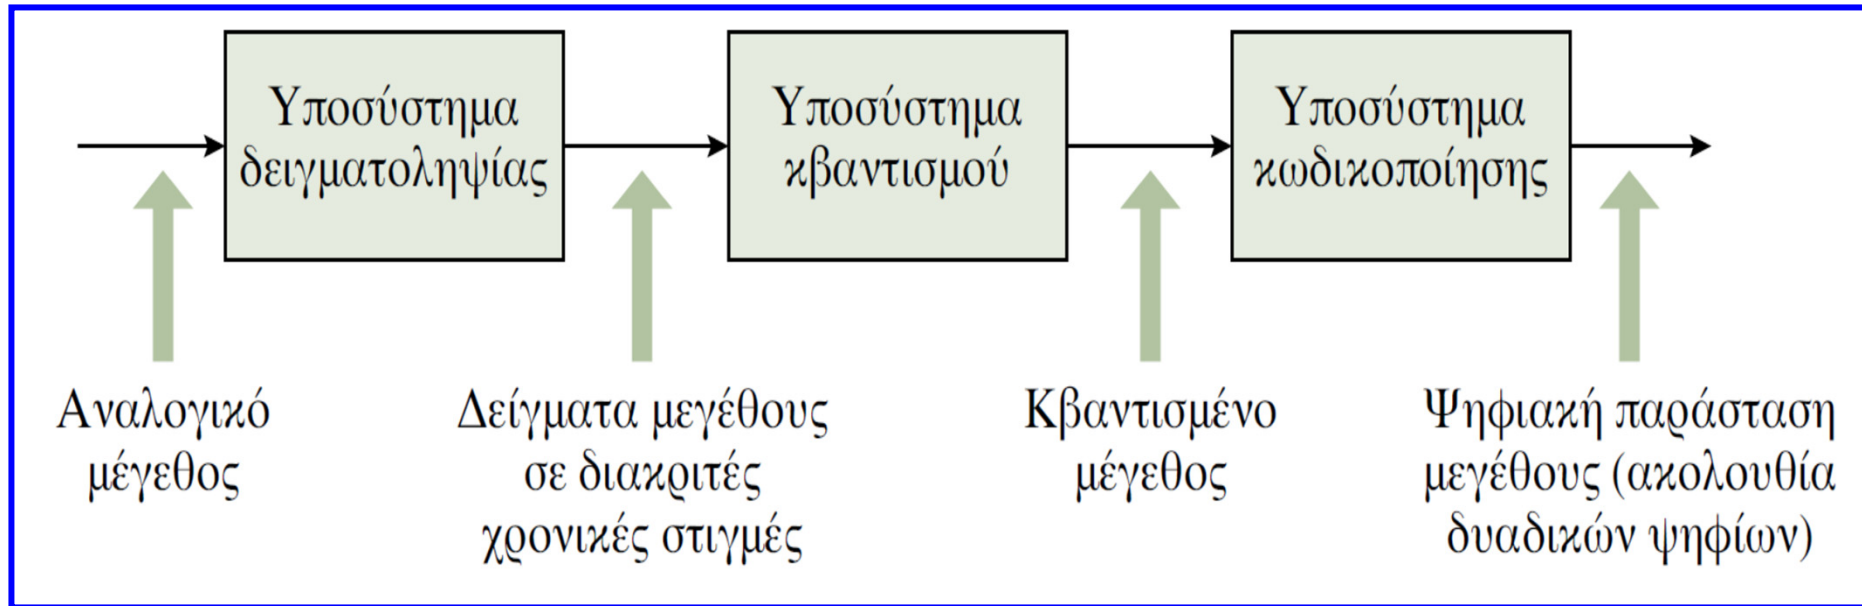 Υποσύστημα
δειγματοληψίας
Υποσύστημα
κβαντισμού
Υποσύστημα
κωδικοποίησης
Αναλογικό
μέγεθος
Δείγματα μεγέθους
σε διακριτές
χρονικές στιγμές
Κβαντισμένο
μέγεθος
Ψηφιακή παράσταση
μεγέθους (ακολουθία
δυαδικών ψηφίων)